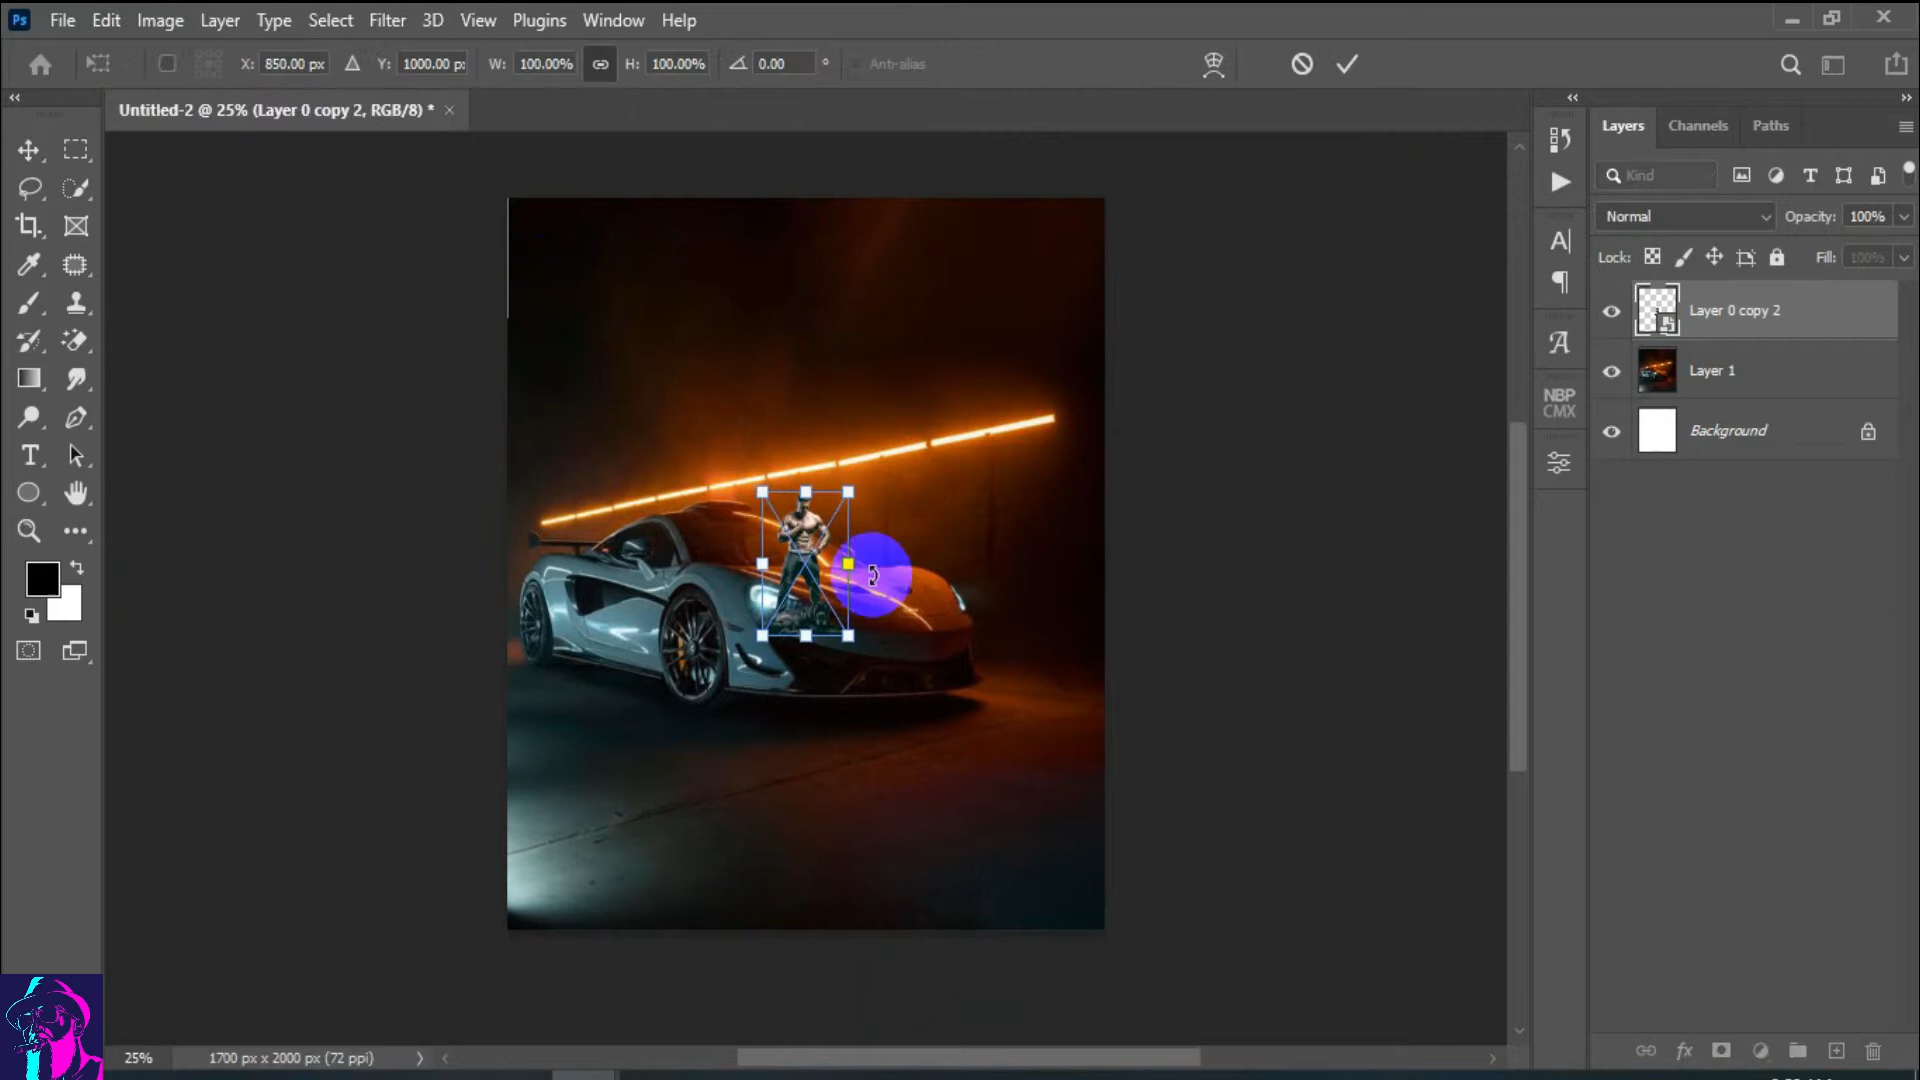 Ps File Edit Image Layer Type Select Filter 3D View Plugins Window Help
X: 850.00 px Y: 1000.00 px W: 100.00% H: 100.00% 0.00 ° Anti-alias
Untitled-2 @ 25% (Layer 0 copy 2, RGB/8) *
Layers Channels Paths
Kind
Normal Opacity: 100%
Lock: Fill: 100%
Layer 0 copy 2
Layer 1
Background
NBP
CMX
25% 1700 px x 2000 px (72 ppi)